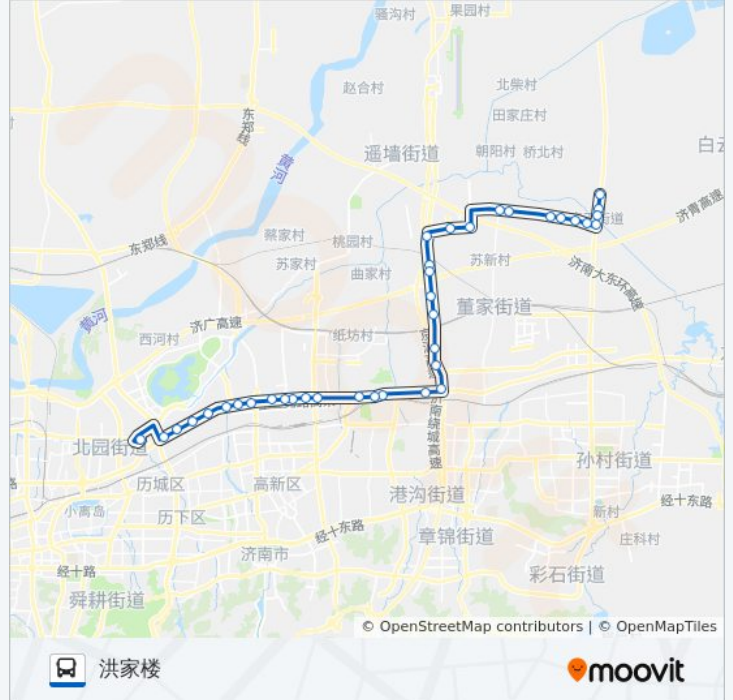 骚沟村
果园村
赵合村
北柴村
田家庄村
东郑线
遥墙街道
朝阳村 桥北村
白云
黄河
街道
济青高速
蔡家村
桃园村
东郑线
苏家村
曲家村
苏新村
济南大东环高速
董家街道
黄河
济广高速
西河村
纸坊村
济南绕城高速
北园街道
孙村街道
历城区
高新区
港沟街道
小离岛
历下区
新村
经十东路
经十东路
章锦街道
庄科村
济南市
经十路
彩石街道
舜耕街道
© OpenStreetMap contributors | © OpenMapTiles
洪家楼
moovit